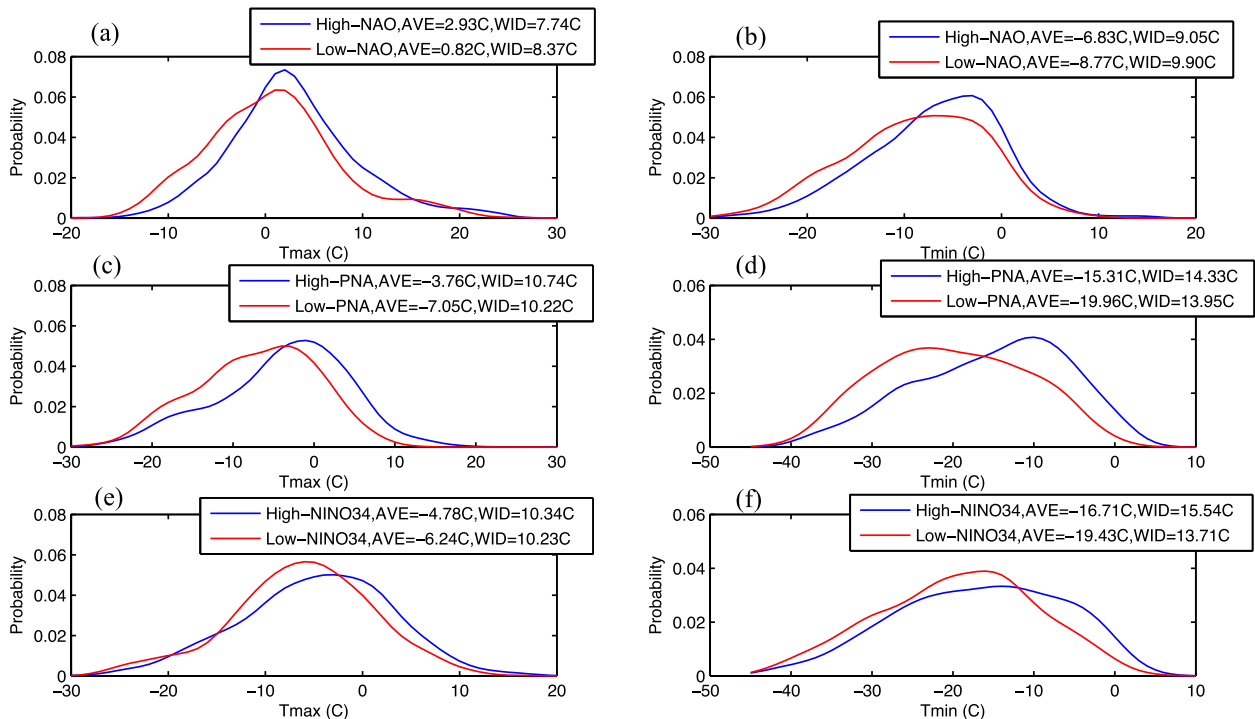 (a)
High−NAO,AVE=2.93C,WID=7.74C
Low−NAO,AVE=0.82C,WID=8.37C
0.08
0.06
0.04
0.02
0
Probability
−20 −10 0 10 20 30
Tmax (C)
(b)
High−NAO,AVE=−6.83C,WID=9.05C
Low−NAO,AVE=−8.77C,WID=9.90C
0.08
0.06
0.04
0.02
0
Probability
−30 −20 −10 0 10 20
Tmin (C)
(c)
High−PNA,AVE=−3.76C,WID=10.74C
Low−PNA,AVE=−7.05C,WID=10.22C
0.08
0.06
0.04
0.02
0
Probability
−30 −20 −10 0 10 20 30
Tmax (C)
(d)
High−PNA,AVE=−15.31C,WID=14.33C
Low−PNA,AVE=−19.96C,WID=13.95C
0.06
0.04
0.02
0
Probability
−50 −40 −30 −20 −10 0 10
Tmin (C)
(e)
High−NINO34,AVE=−4.78C,WID=10.34C
Low−NINO34,AVE=−6.24C,WID=10.23C
0.08
0.06
0.04
0.02
0
Probability
−30 −20 −10 0 10 20
Tmax (C)
(f)
High−NINO34,AVE=−16.71C,WID=15.54C
Low−NINO34,AVE=−19.43C,WID=13.71C
0.06
0.04
0.02
0
Probability
−50 −40 −30 −20 −10 0 10
Tmin (C)